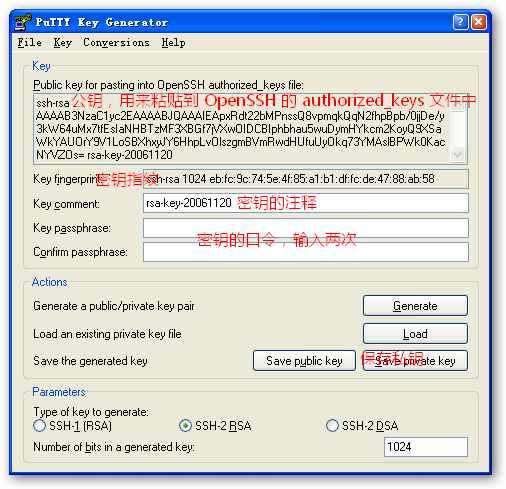 PuTTY Key Generator
File Key Conversions Help
Key
Public key for pasting into OpenSSH authorized_keys file:
ssh-rsa 公钥，用来粘贴到 OpenSSH 的 authorized_keys 文件中
AAAAB3NzaC1yc2EAAAABJQAAAIEApxRdt22bMPnssQ8vpmqkQqN2fhpBpb/0jjDe/y
3kW64uMx7tfEslaNHBTzMF3XBGf7jVXwOlDCBIphbhau5wuDymHYkcm2KoyQ9XSa
WkYAUOrY9V1LoSBXhxyJY6HhpLvOIszgmBVmRwdHUfuUyOkq73YMAslBPWk0Kac
NYVZOs= rsa-key-20061120
Key fingerprint: 密钥指纹 ssh-rsa 1024 eb:fc:9c:74:5e:4f:85:a1:b1:df:fc:de:47:88:ab:58
Key comment: rsa-key-20061120 密钥的注释
Key passphrase:
密钥的口令，输入两次
Confirm passphrase:
Actions
Generate a public/private key pair Generate
Load an existing private key file Load
Save the generated key Save public key Save private key 保存私钥
Parameters
Type of key to generate:
SSH-1 (RSA) SSH-2 RSA SSH-2 DSA
Number of bits in a generated key: 1024